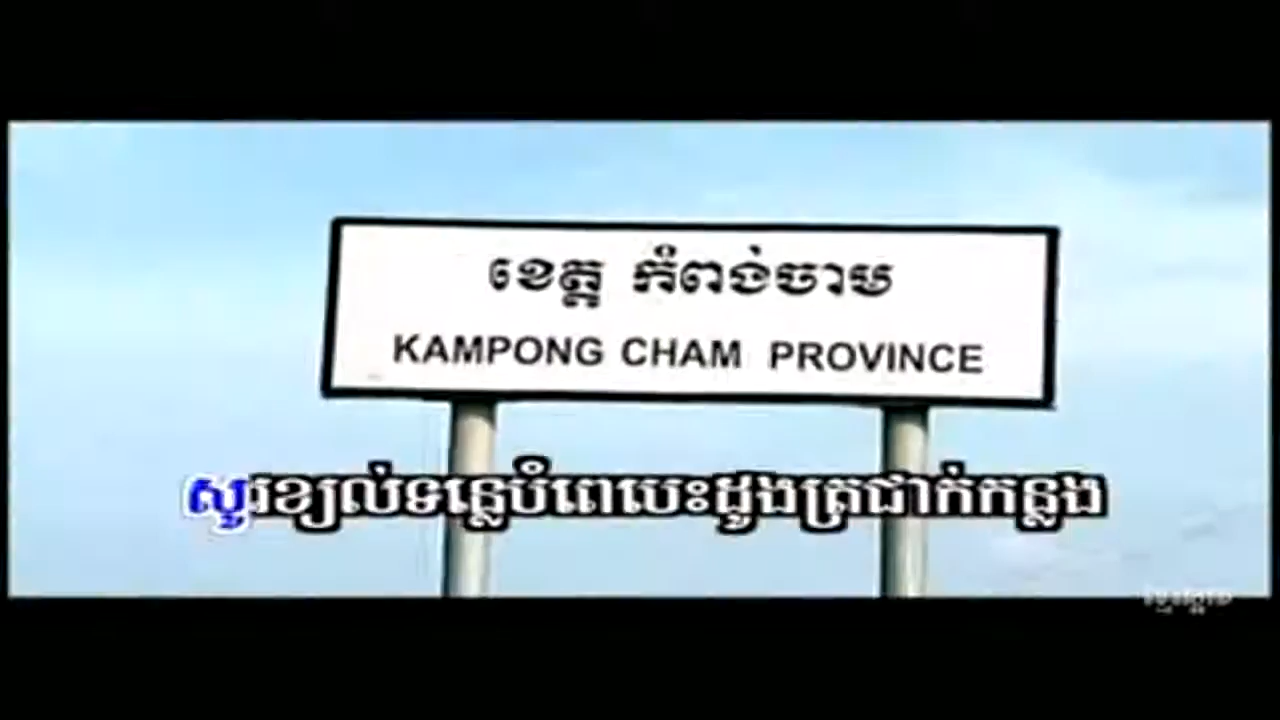 ខេត្ត កំពង់ចាម
KAMPONG CHAM PROVINCE
សូរខ្យល់ទន្លេបំពេរបេះដូងត្រជាក់កន្លង